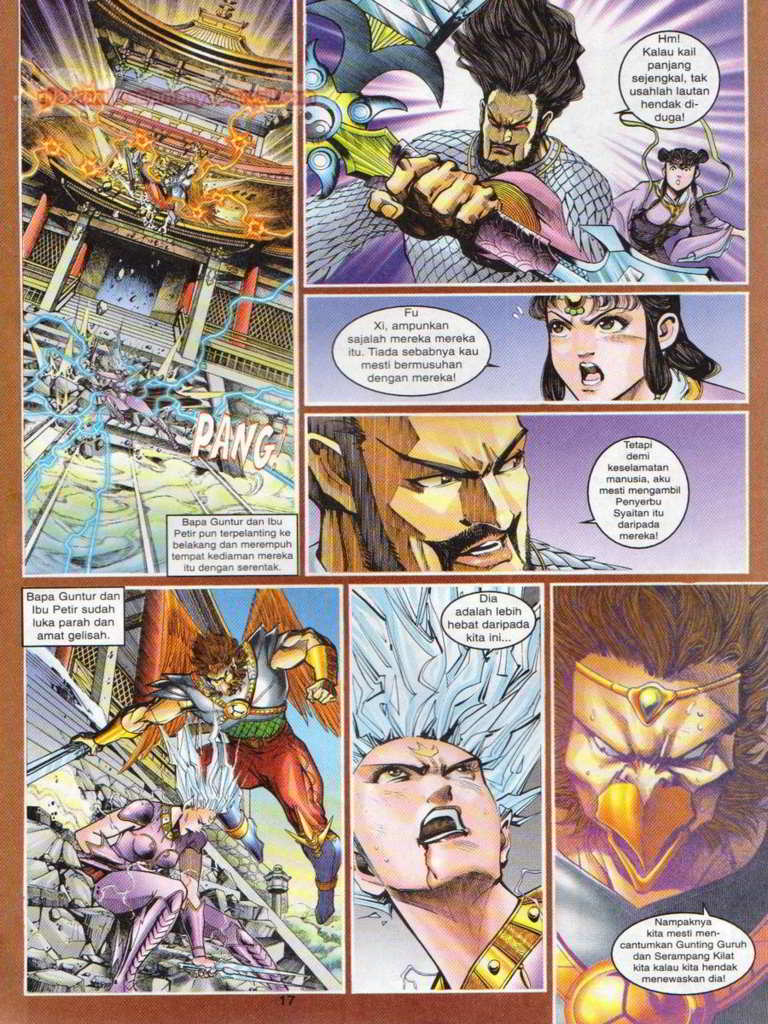 PANG!
Bapa Guntur dan Ibu
Petir pun terpelanting ke
belakang dan merempuh
tempat kediaman mereka
itu dengan serentak.
Hm!
Kalau kail
panjang
sejengkal, tak
usahlah lautan
hendak di-
duga!
Fu
Xi, ampunkan
sajalah mereka mereka
itu. Tiada sebabnya kau
mesti bermusuhan
dengan mereka!
Tetapi
demi
keselamatan
manusia, aku
mesti mengambil
Penyerbu
Syaitan itu
daripada
mereka!
Bapa Guntur dan
Ibu Petir sudah
luka parah dan
amat gelisah.
Dia
adalah lebih
hebat daripada
kita ini...
Nampaknya
kita mesti men-
cantumkan Gunting Guruh
dan Serampang Kilat
kita kalau kita hendak
menewaskan dia!
17